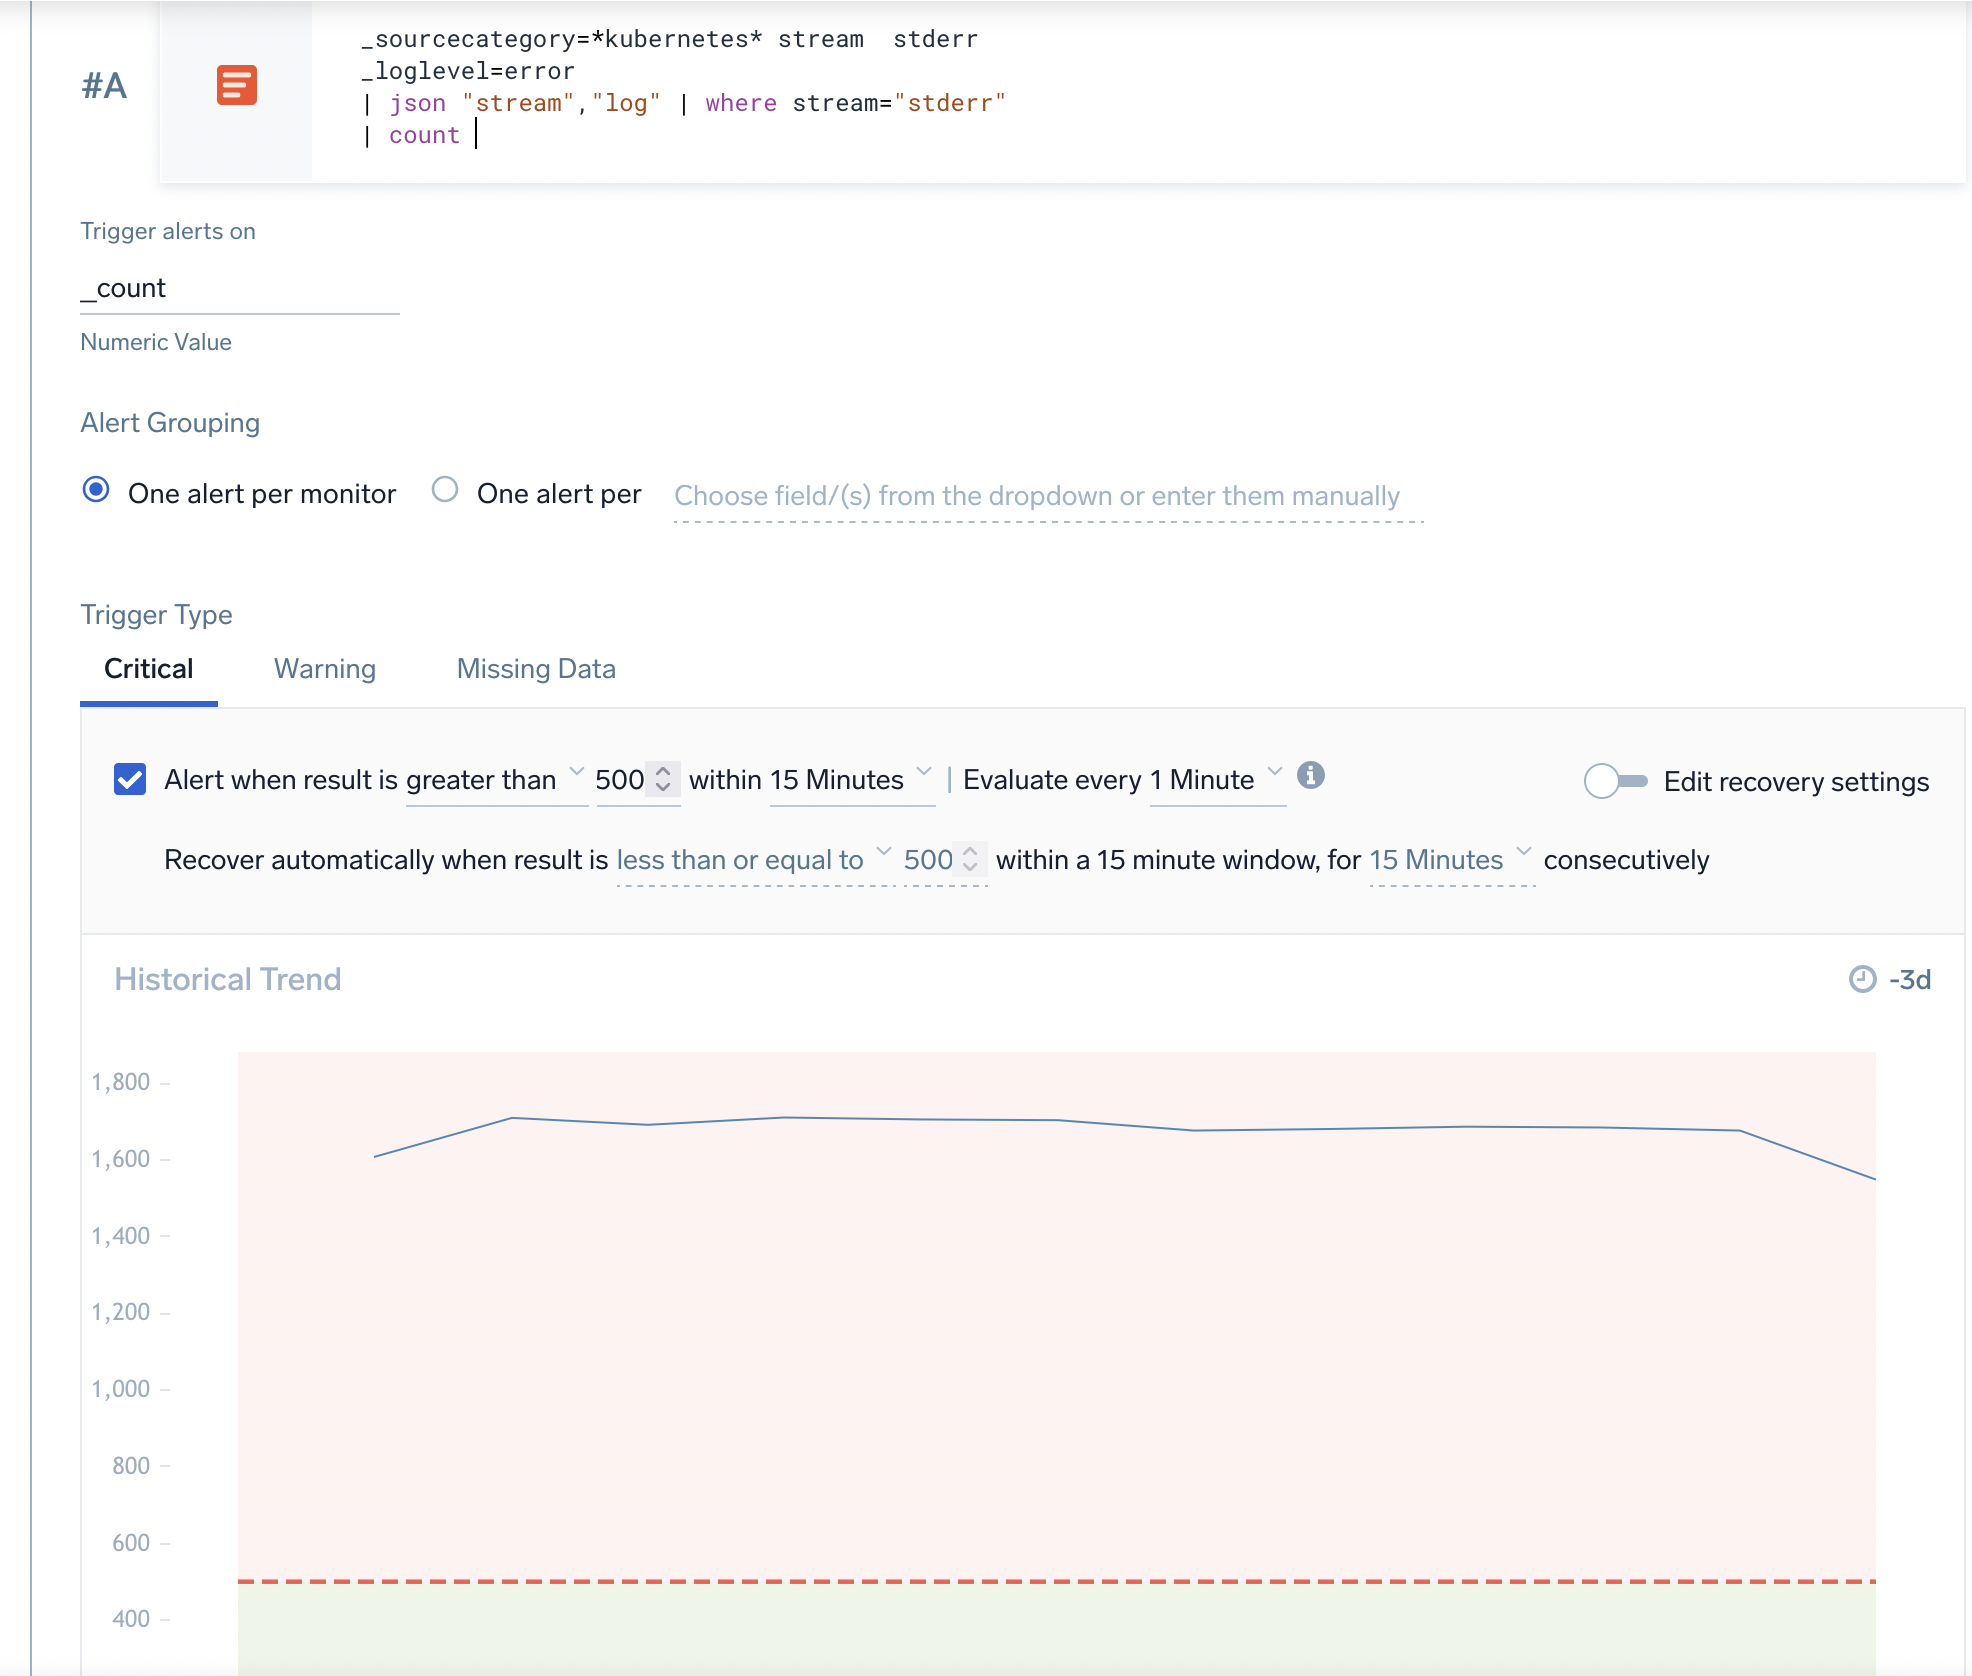 #A
_sourcecategory=*kubernetes* stream  stderr
_loglevel=error
| json "stream","log" | where stream="stderr"
| count
Trigger alerts on
_count
Numeric Value
Alert Grouping
One alert per monitor One alert per Choose field/(s) from the dropdown or enter them manually
Trigger Type
Critical Warning Missing Data
Alert when result is greater than 500 within 15 Minutes | Evaluate every 1 Minute Edit recovery settings
Recover automatically when result is less than or equal to 500 within a 15 minute window, for 15 Minutes consecutively
Historical Trend -3d
1,800
1,600
1,400
1,200
1,000
800
600
400